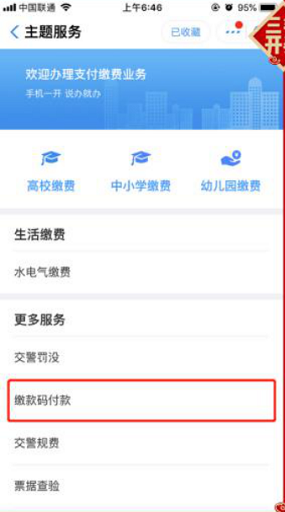 中国联通
上午6:46
95%
主题服务
已收藏
欢迎办理支付缴费业务
手机一开 说办就办
高校缴费
中小学缴费
幼儿园缴费
生活缴费
水电气缴费
更多服务
交警罚没
缴款码付款
交警规费
票据查验